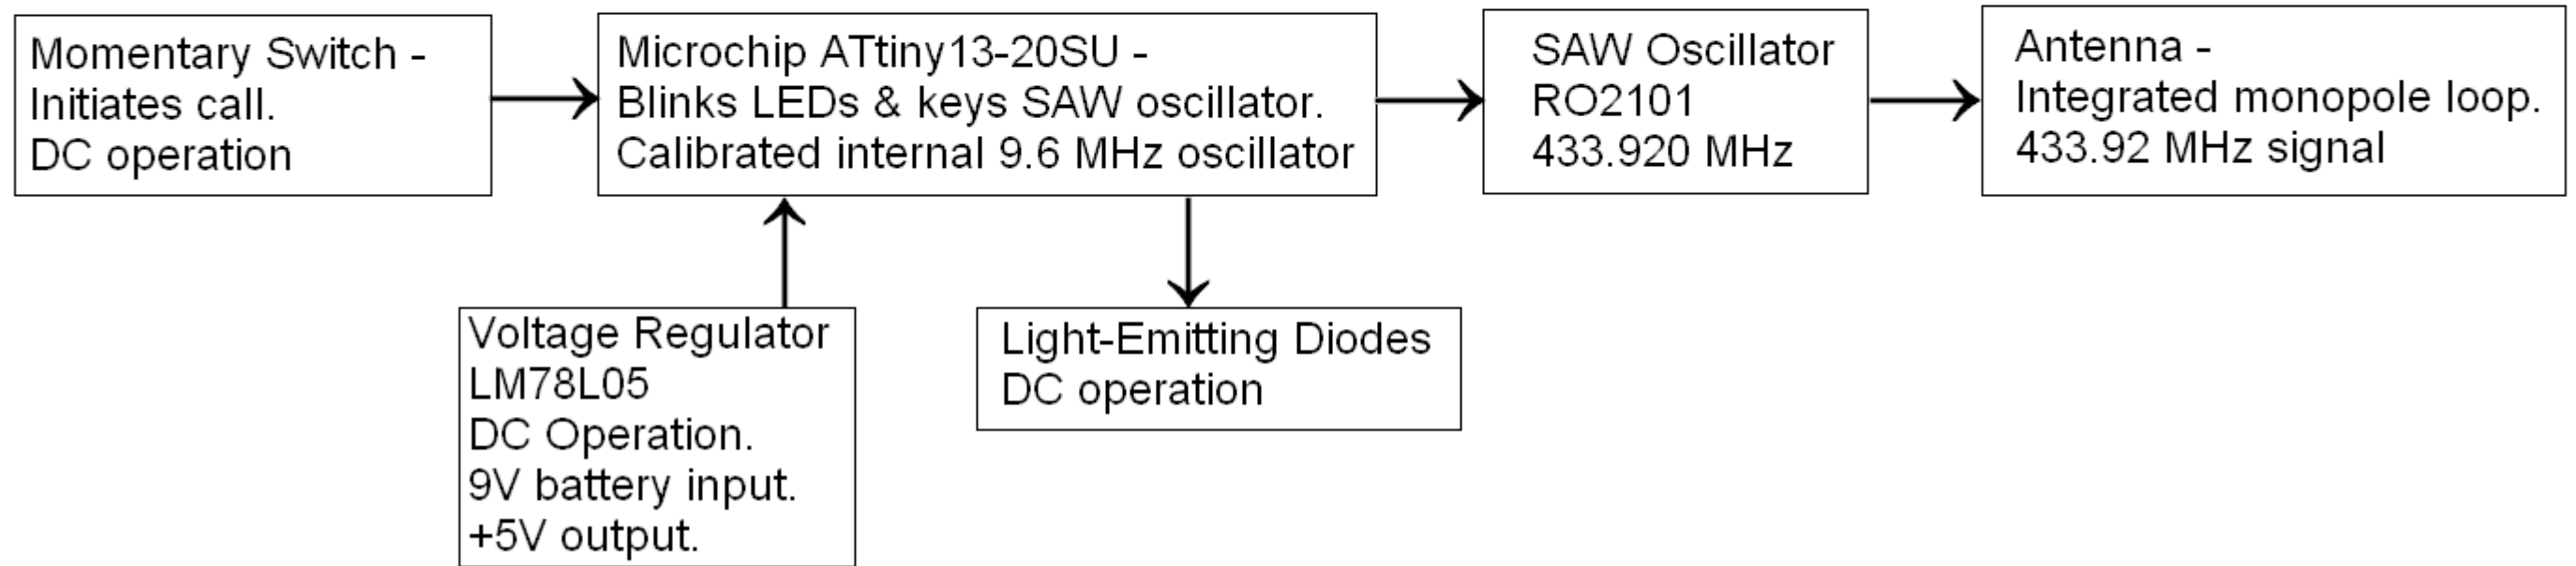 Momentary Switch -
Initiates call.
DC operation
Microchip ATtiny13-20SU -
Blinks LEDs & keys SAW oscillator.
Calibrated internal 9.6 MHz oscillator
SAW Oscillator
RO2101
433.920 MHz
Antenna -
Integrated monopole loop.
433.92 MHz signal
Voltage Regulator
LM78L05
DC Operation.
9V battery input.
+5V output.
Light-Emitting Diodes
DC operation